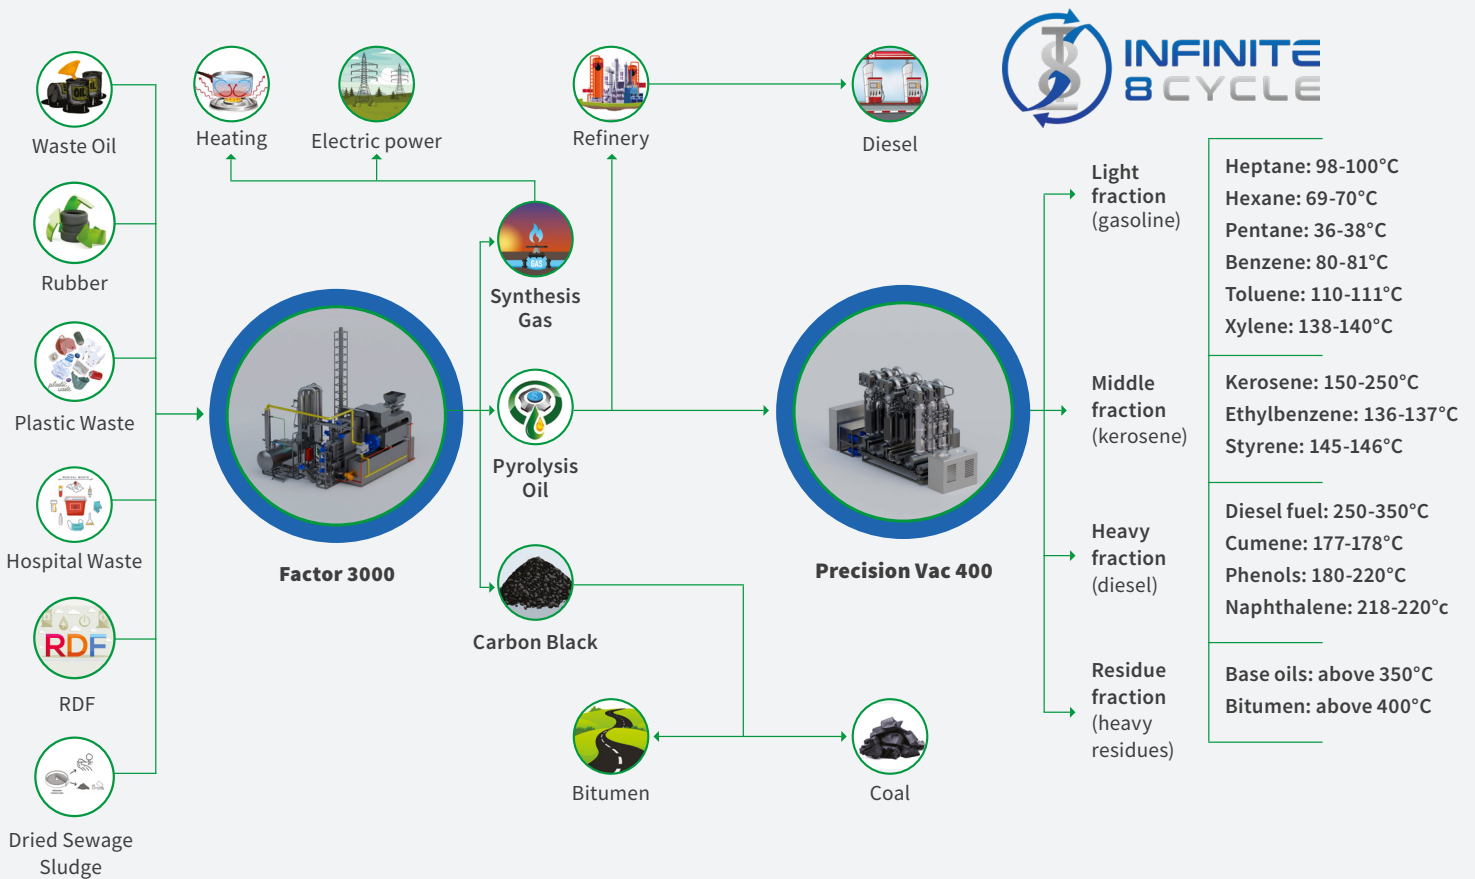 INFINITE
8 CYCLE
Waste Oil
Rubber
Plastic Waste
Hospital Waste
RDF
RDF
Dried Sewage
Sludge
Factor 3000
Heating
Electric power
GAS
Synthesis
Gas
Pyrolysis
Oil
Carbon Black
Refinery
Diesel
Bitumen
Coal
Precision Vac 400
Light
fraction
(gasoline)
Heptane: 98-100°C
Hexane: 69-70°C
Pentane: 36-38°C
Benzene: 80-81°C
Toluene: 110-111°C
Xylene: 138-140°C
Middle
fraction
(kerosene)
Kerosene: 150-250°C
Ethylbenzene: 136-137°C
Styrene: 145-146°C
Heavy
fraction
(diesel)
Diesel fuel: 250-350°C
Cumene: 177-178°C
Phenols: 180-220°C
Naphthalene: 218-220°c
Residue
fraction
(heavy
residues)
Base oils: above 350°C
Bitumen: above 400°C